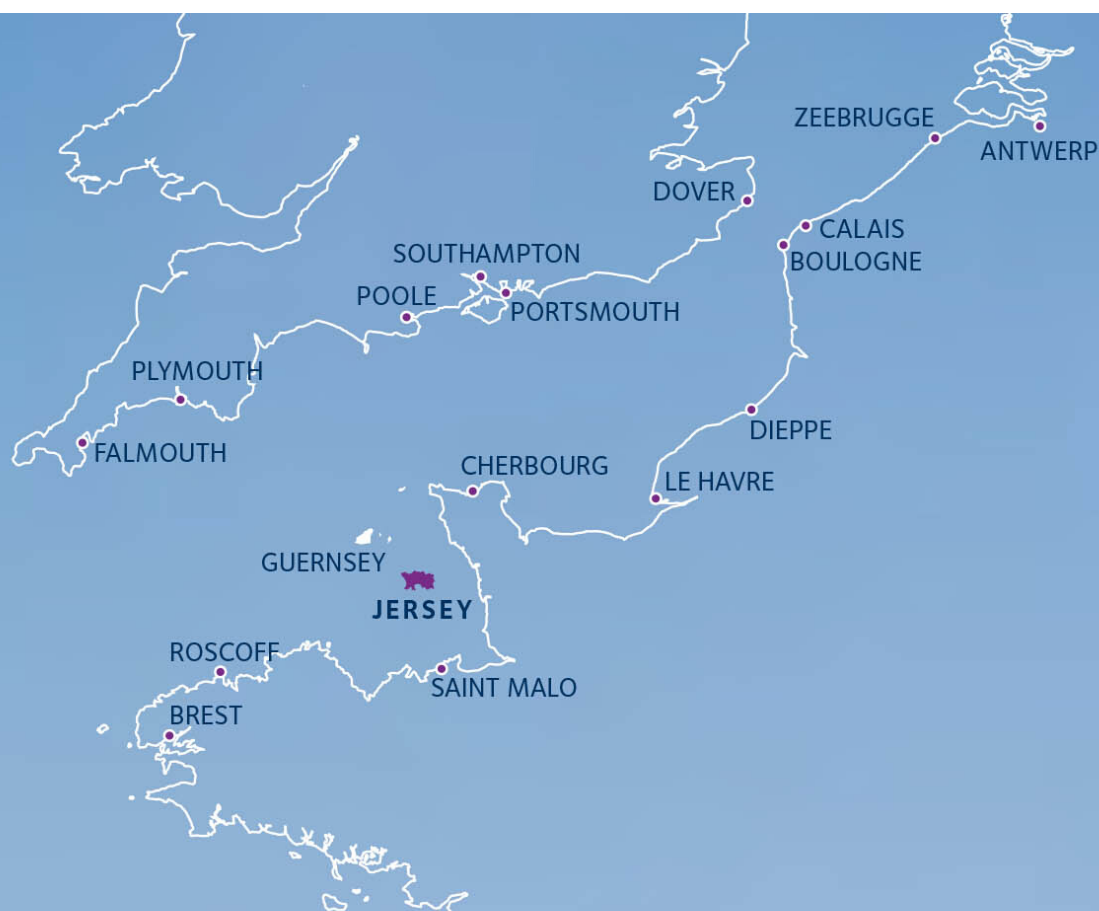 ZEEBRUGGE
ANTWERP
DOVER
CALAIS
SOUTHAMPTON
BOULOGNE
POOLE
PORTSMOUTH
PLYMOUTH
DIEPPE
FALMOUTH
CHERBOURG
LE HAVRE
GUERNSEY
JERSEY
ROSCOFF
SAINT MALO
BREST